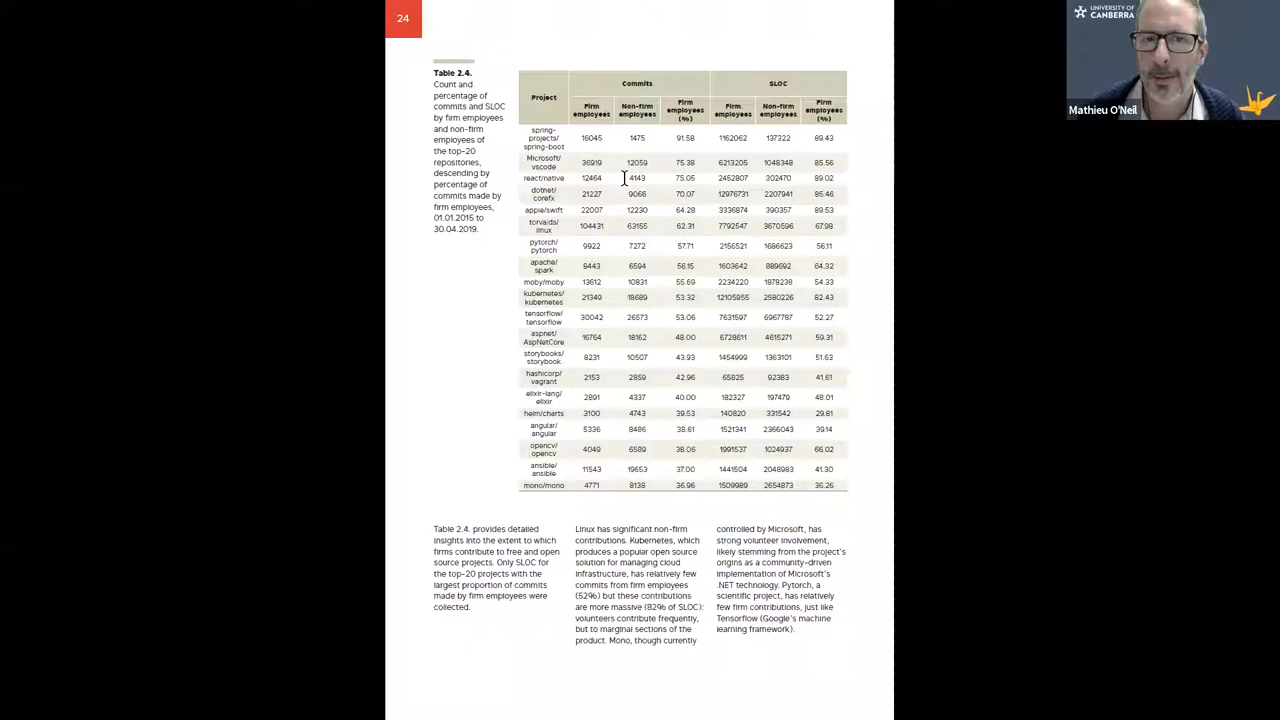 24
Table 2.4.
Count and
percentage of
commits and SLOC
by firm employees
and non-firm
employees of
the top-20
repositories,
descending by
percentage of
commits made by
firm employees,
01.01.2015 to
30.04.2019.
Project Commits SLOC
Firm employees Non-firm employees Firm employees (%) Firm employees Non-firm employees Firm employees (%)
spring-projects/spring-boot 16045 1475 91.58 1162062 137322 89.43
Microsoft/vscode 36919 12059 75.38 6213205 1048348 85.56
react/native 12464 4143 75.05 2452807 302470 89.02
dotnet/corefx 21227 9066 70.07 12976731 2207941 85.46
apple/swift 22007 12230 64.28 3336874 390357 89.53
torvalds/linux 104431 63155 62.31 7792547 3670596 67.98
pytorch/pytorch 9922 7272 57.71 2156521 1686623 56.11
apache/spark 8443 6594 56.15 1603642 889692 64.32
moby/moby 13612 10831 55.69 2234220 1878238 54.33
kubernetes/kubernetes 21349 18689 53.32 12105955 2580226 82.43
tensorflow/tensorflow 30042 26573 53.06 7631597 6967787 52.27
aspnet/AspNetCore 16764 18162 48.00 6728611 4615271 59.31
storybooks/storybook 8231 10507 43.93 1454999 1363101 51.63
hashicorp/vagrant 2153 2859 42.96 65825 92383 41.61
elixir-lang/elixir 2891 4337 40.00 182327 197479 48.01
helm/charts 3100 4743 39.53 140820 331542 29.81
angular/angular 5336 8486 38.61 1521341 2366043 39.14
opencv/opencv 4049 6589 38.06 1991537 1024937 66.02
ansible/ansible 11543 19653 37.00 1441504 2048983 41.30
mono/mono 4771 8138 36.96 1509989 2654873 36.26
Table 2.4. provides detailed
insights into the extent to which
firms contribute to free and open
source projects. Only SLOC for
the top-20 projects with the
largest proportion of commits
made by firm employees were
collected.
Linux has significant non-firm
contributions. Kubernetes, which
produces a popular open source
solution for managing cloud
infrastructure, has relatively few
commits from firm employees
(52%) but these contributions
are more massive (82% of SLOC):
volunteers contribute frequently,
but to marginal sections of the
product. Mono, though currently
controlled by Microsoft, has
strong volunteer involvement,
likely stemming from the project's
origins as a community-driven
implementation of Microsoft's
.NET technology. Pytorch, a
scientific project, has relatively
few firm contributions, just like
Tensorflow (Google's machine
learning framework).
UNIVERSITY OF
CANBERRA
Mathieu O'Neil